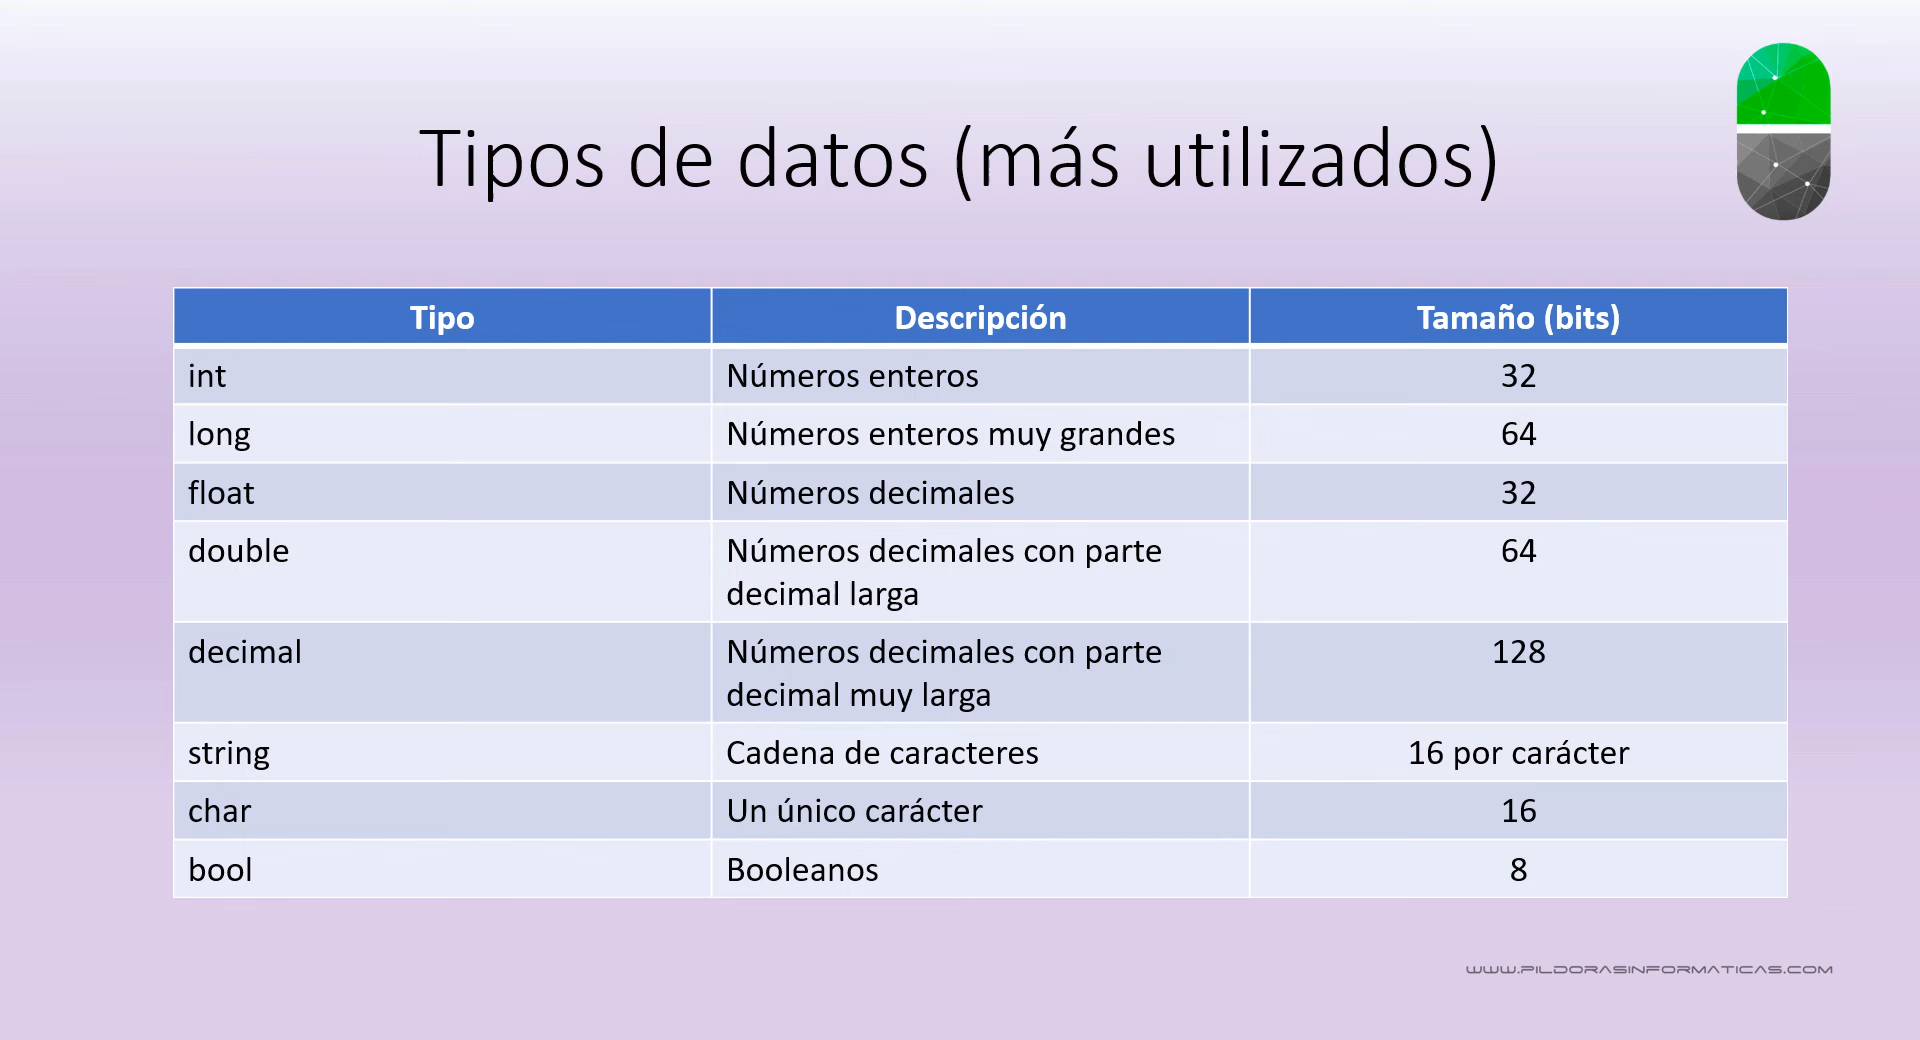 Tipos de datos (más utilizados)
Tipo Descripción Tamaño (bits)
int Números enteros 32
long Números enteros muy grandes 64
float Números decimales 32
double Números decimales con parte 64
decimal larga
decimal Números decimales con parte 128
decimal muy larga
string Cadena de caracteres 16 por carácter
char Un único carácter 16
bool Booleanos 8
WWW.PILDORASINFORMATICAS.COM